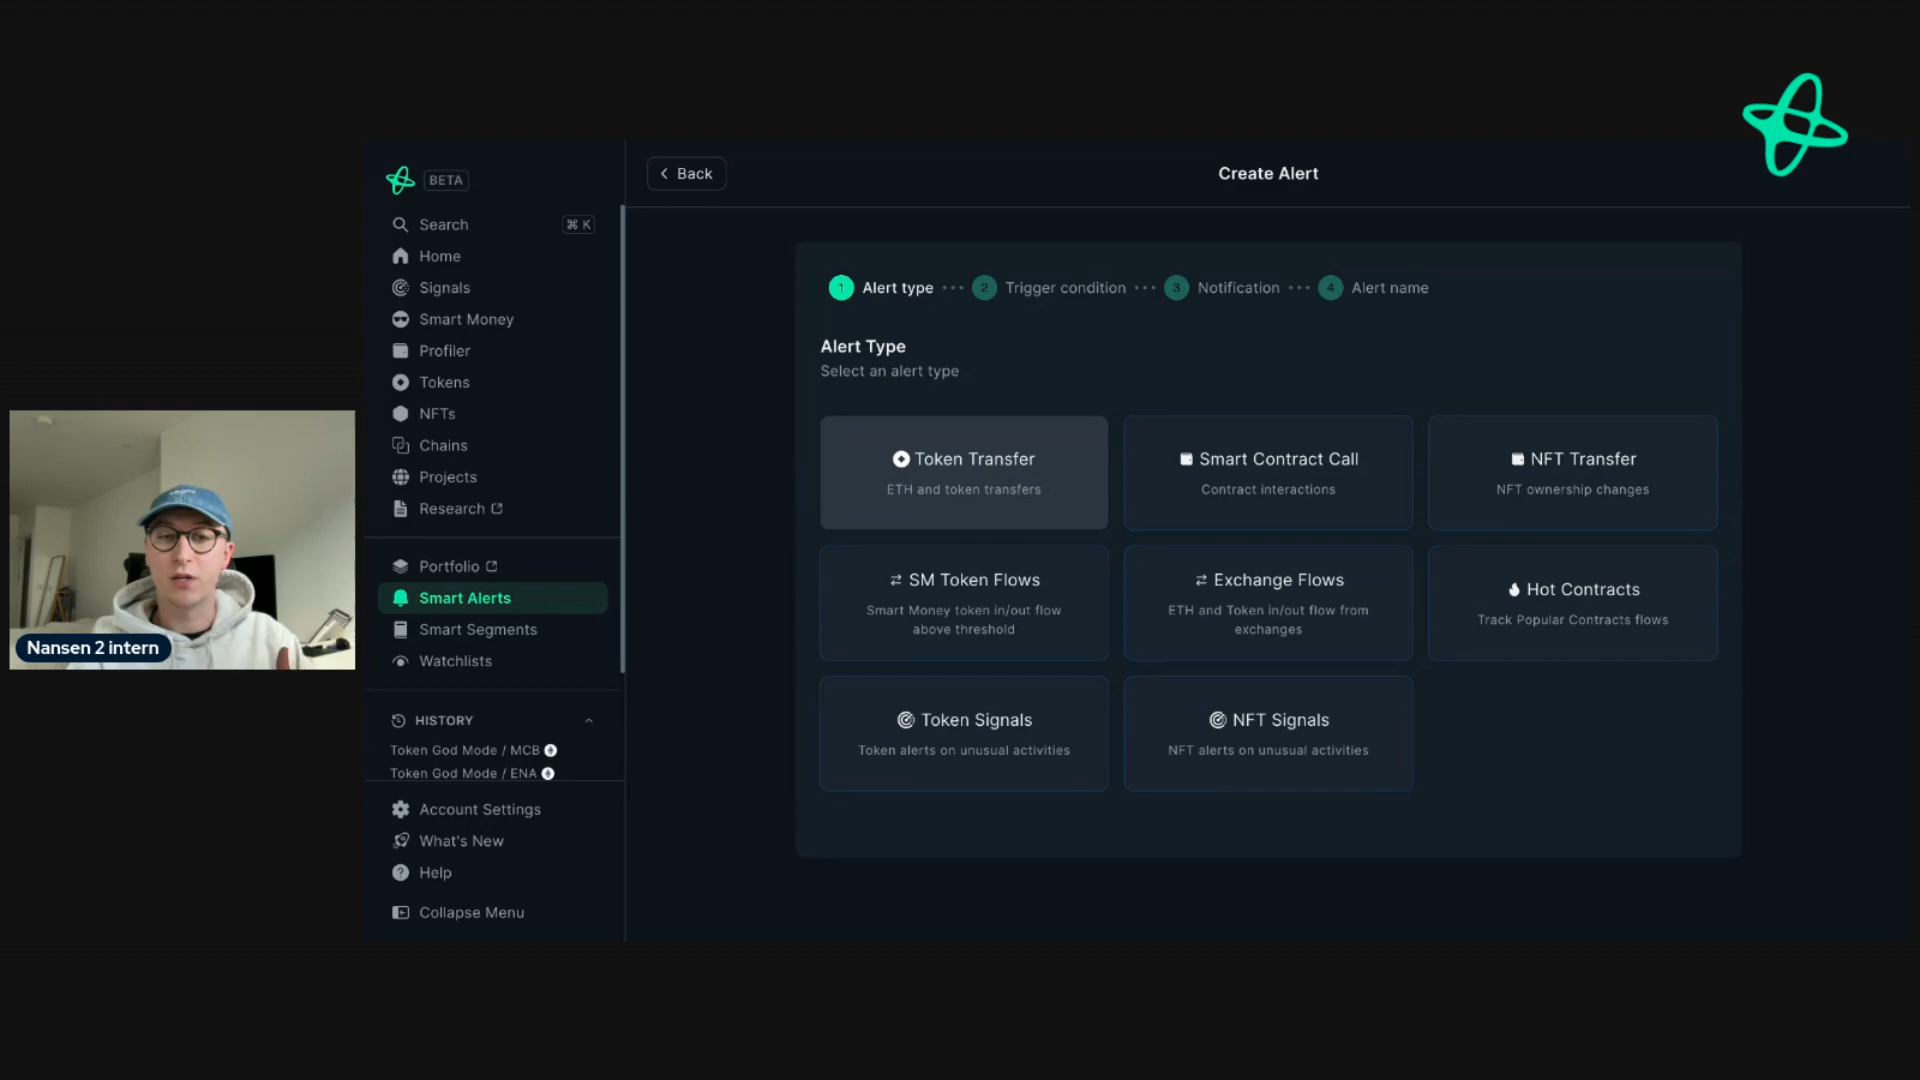 BETA
Search
⌘ K
Home
Signals
Smart Money
Profiler
Tokens
NFTs
Chains
Projects
Research
Portfolio
Smart Alerts
Smart Segments
Watchlists
HISTORY
Token God Mode / MCB
Token God Mode / ENA
Account Settings
What's New
Help
Collapse Menu
Nansen 2 intern
Back
Create Alert
1 Alert type ··· 2 Trigger condition ··· 3 Notification ··· 4 Alert name
Alert Type
Select an alert type
Token Transfer
ETH and token transfers
Smart Contract Call
Contract interactions
NFT Transfer
NFT ownership changes
SM Token Flows
Smart Money token in/out flow
above threshold
Exchange Flows
ETH and Token in/out flow from
exchanges
Hot Contracts
Track Popular Contracts flows
Token Signals
Token alerts on unusual activities
NFT Signals
NFT alerts on unusual activities